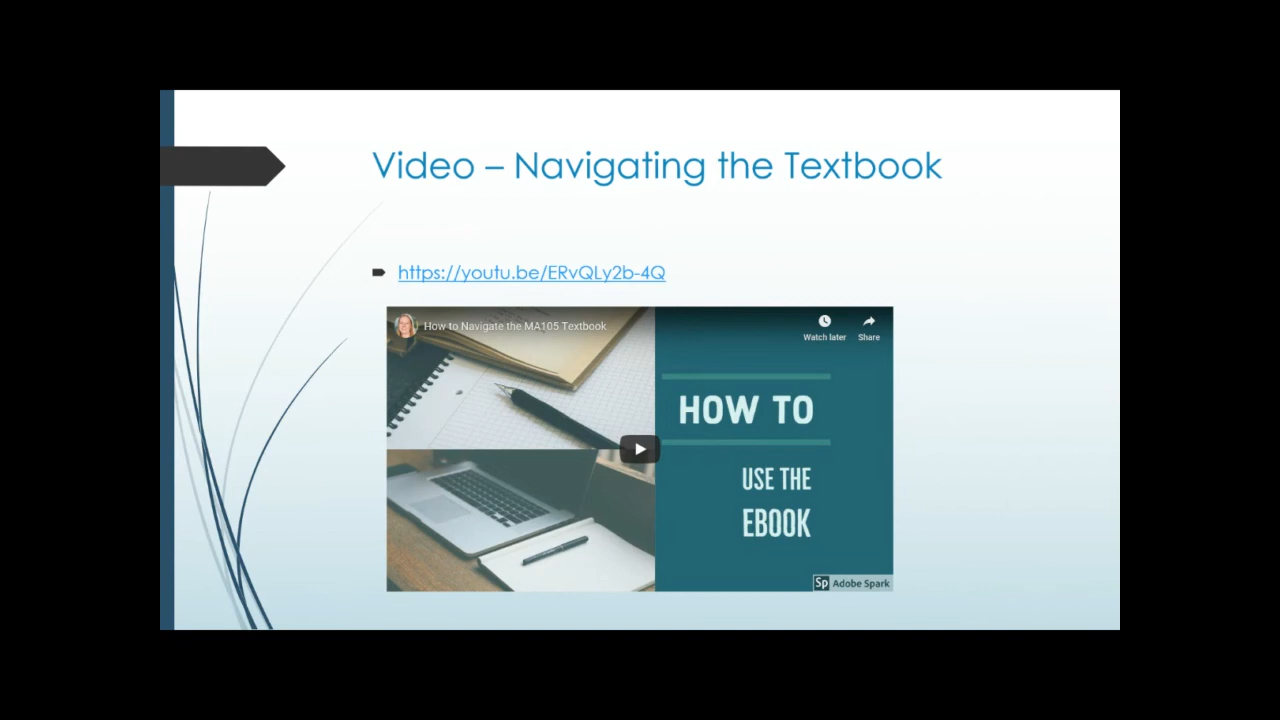 Video – Navigating the Textbook
https://youtu.be/ERvQLy2b-4Q
How to Navigate the MA105 Textbook
Watch later
Share
HOW TO
USE THE
EBOOK
Sp Adobe Spark